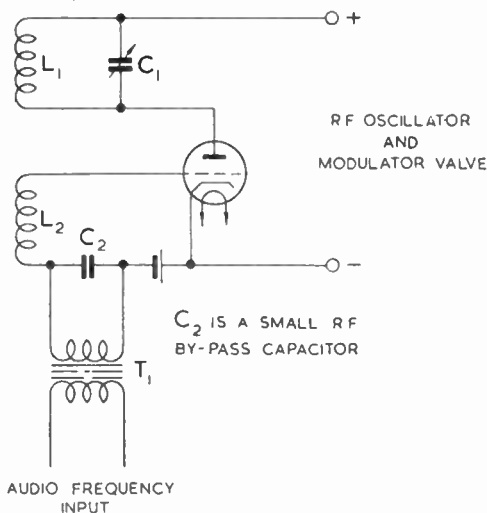 +
L1
C1
RF OSCILLATOR
AND
MODULATOR VALVE
L2
C2
−
C2 IS A SMALL RF
BY-PASS CAPACITOR
T1
AUDIO FREQUENCY
INPUT